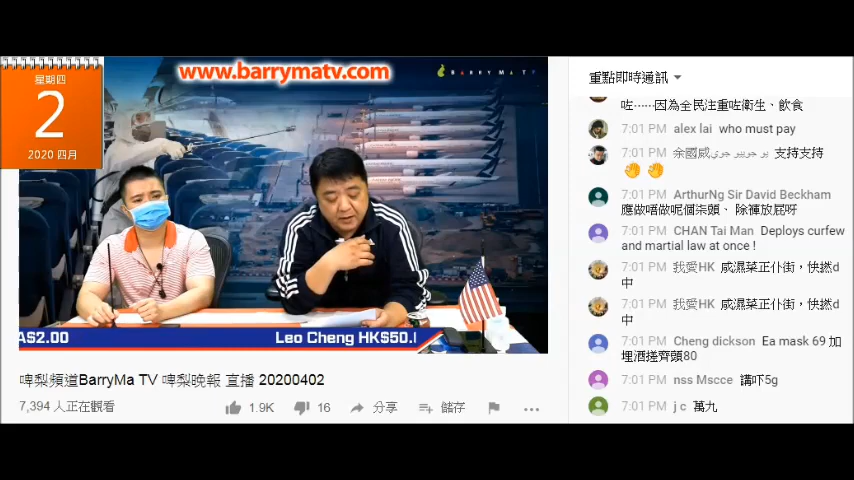 星期四
2
2020 四月
www.barrymatv.com
BARRY MA TV
A$2.00
Leo Cheng HK$50.
啤梨頻道BarryMa TV 啤梨晚報 直播 20200402
7,394 人正在觀看
1.9K
16
分享
儲存
重點即時通訊
咗⋯⋯因為全民注重咗衛生、飲食
7:01 PM alex lai who must pay
7:01 PM 余國威ير جوبيير جري 支持支持
7:01 PM ArthurNg Sir David Beckham
應做唔做呢個柒頭、 除褲放屁呀
7:01 PM CHAN Tai Man Deploys curfew
and martial law at once !
7:01 PM 我愛HK 咸濕菜正仆街，快撚d
中
7:01 PM 我愛HK 咸濕菜正仆街，快撚d
中
7:01 PM Cheng dickson Ea mask 69 加
埋酒搓齊頭80
7:01 PM nss Mscce 講吓5g
7:01 PM j c 萬九